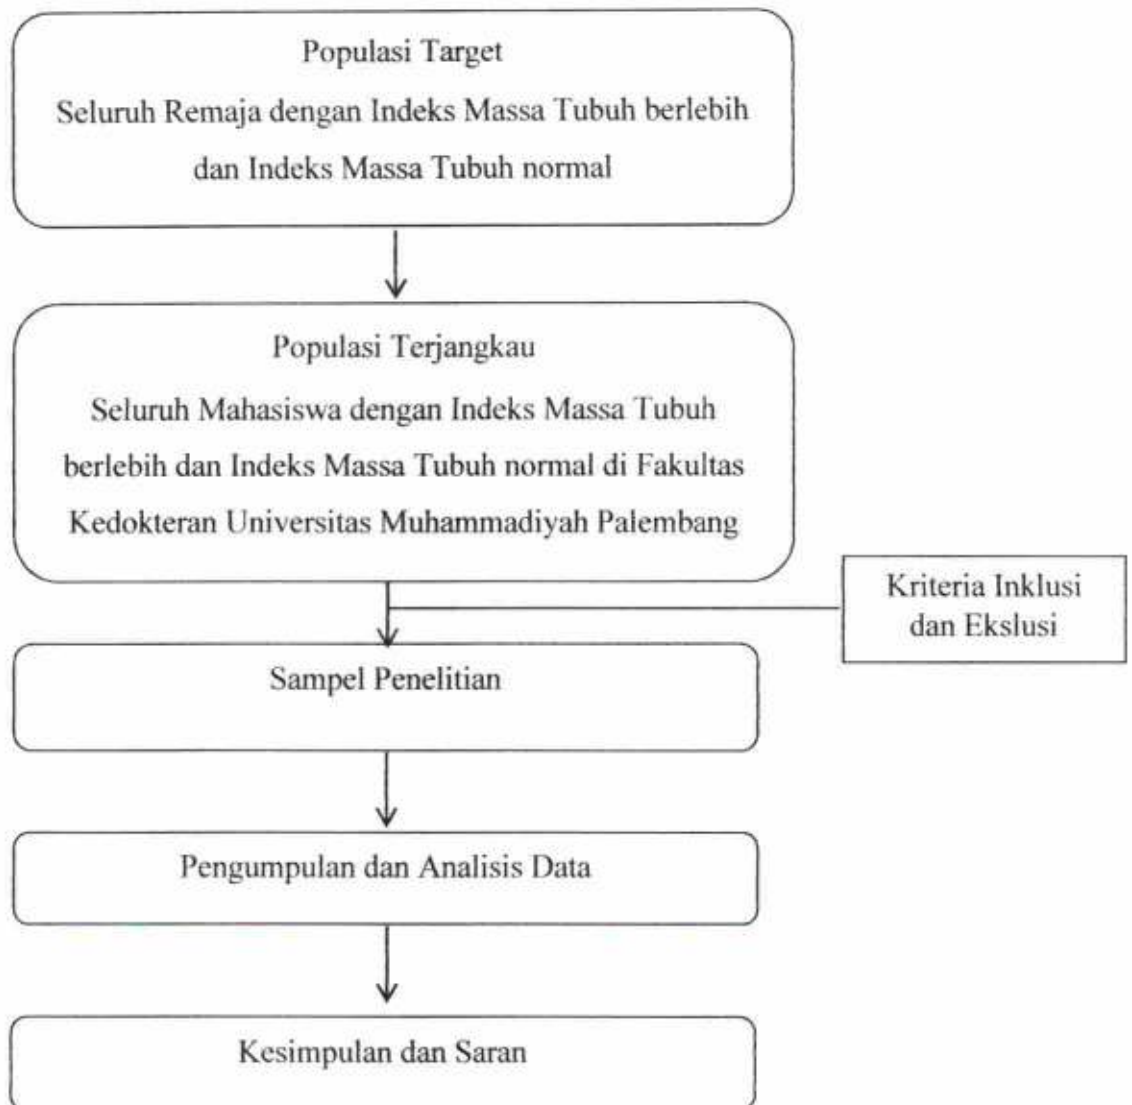 Populasi Target
Seluruh Remaja dengan Indeks Massa Tubuh berlebih
dan Indeks Massa Tubuh normal
Populasi Terjangkau
Seluruh Mahasiswa dengan Indeks Massa Tubuh
berlebih dan Indeks Massa Tubuh normal di Fakultas
Kedokteran Universitas Muhammadiyah Palembang
Kriteria Inklusi
dan Ekslusi
Sampel Penelitian
Pengumpulan dan Analisis Data
Kesimpulan dan Saran